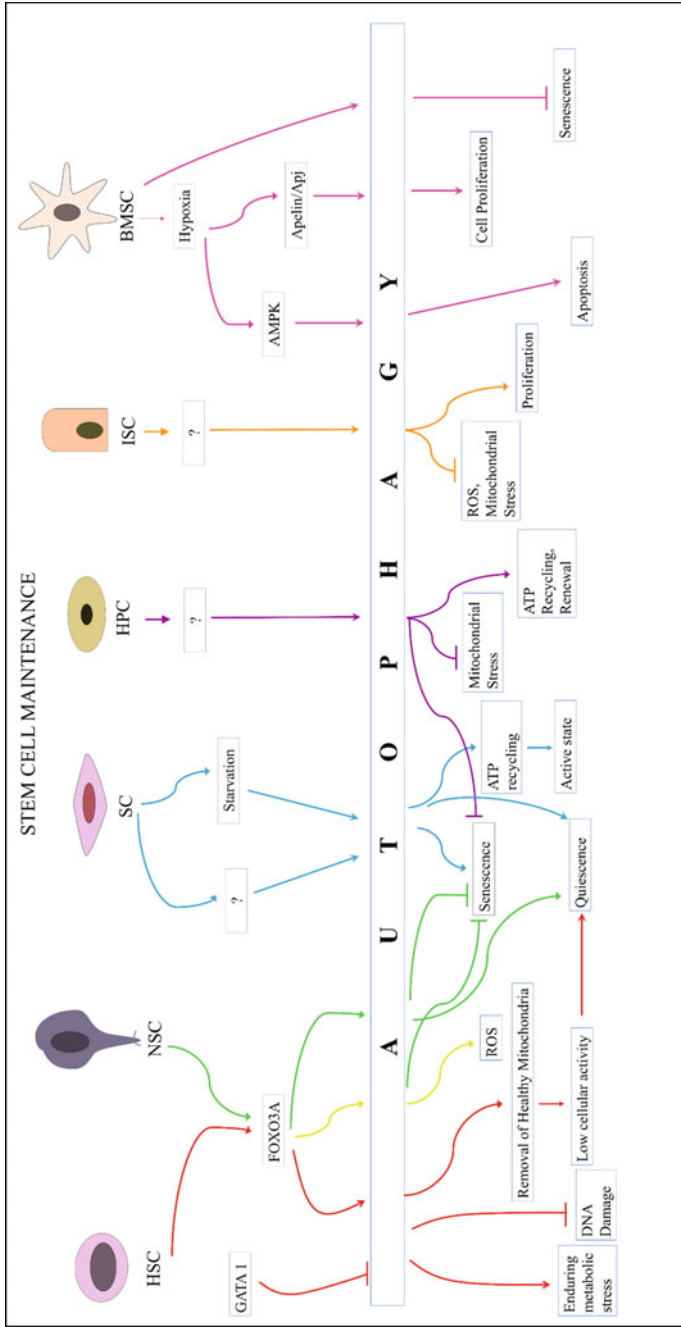 STEM CELL MAINTENANCE
HSC
NSC
SC
HPC
ISC
BMSC
GATA 1
FOXO3A
?
Starvation
?
?
Hypoxia
AMPK
Apelin/Apj
A U T O P H A G Y
Enduring
metabolic
stress
DNA
Damage
Removal of Healthy Mitochondria
Low cellular activity
ROS
Senescence
Quiescence
ATP
recycling
Active state
Mitochondrial
Stress
ATP
Recycling,
Renewal
ROS,
Mitochondrial
Stress
Proliferation
Apoptosis
Cell Proliferation
Senescence